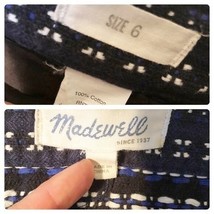 SIZE 6
100% Cotton
Madewell
SINCE 1937